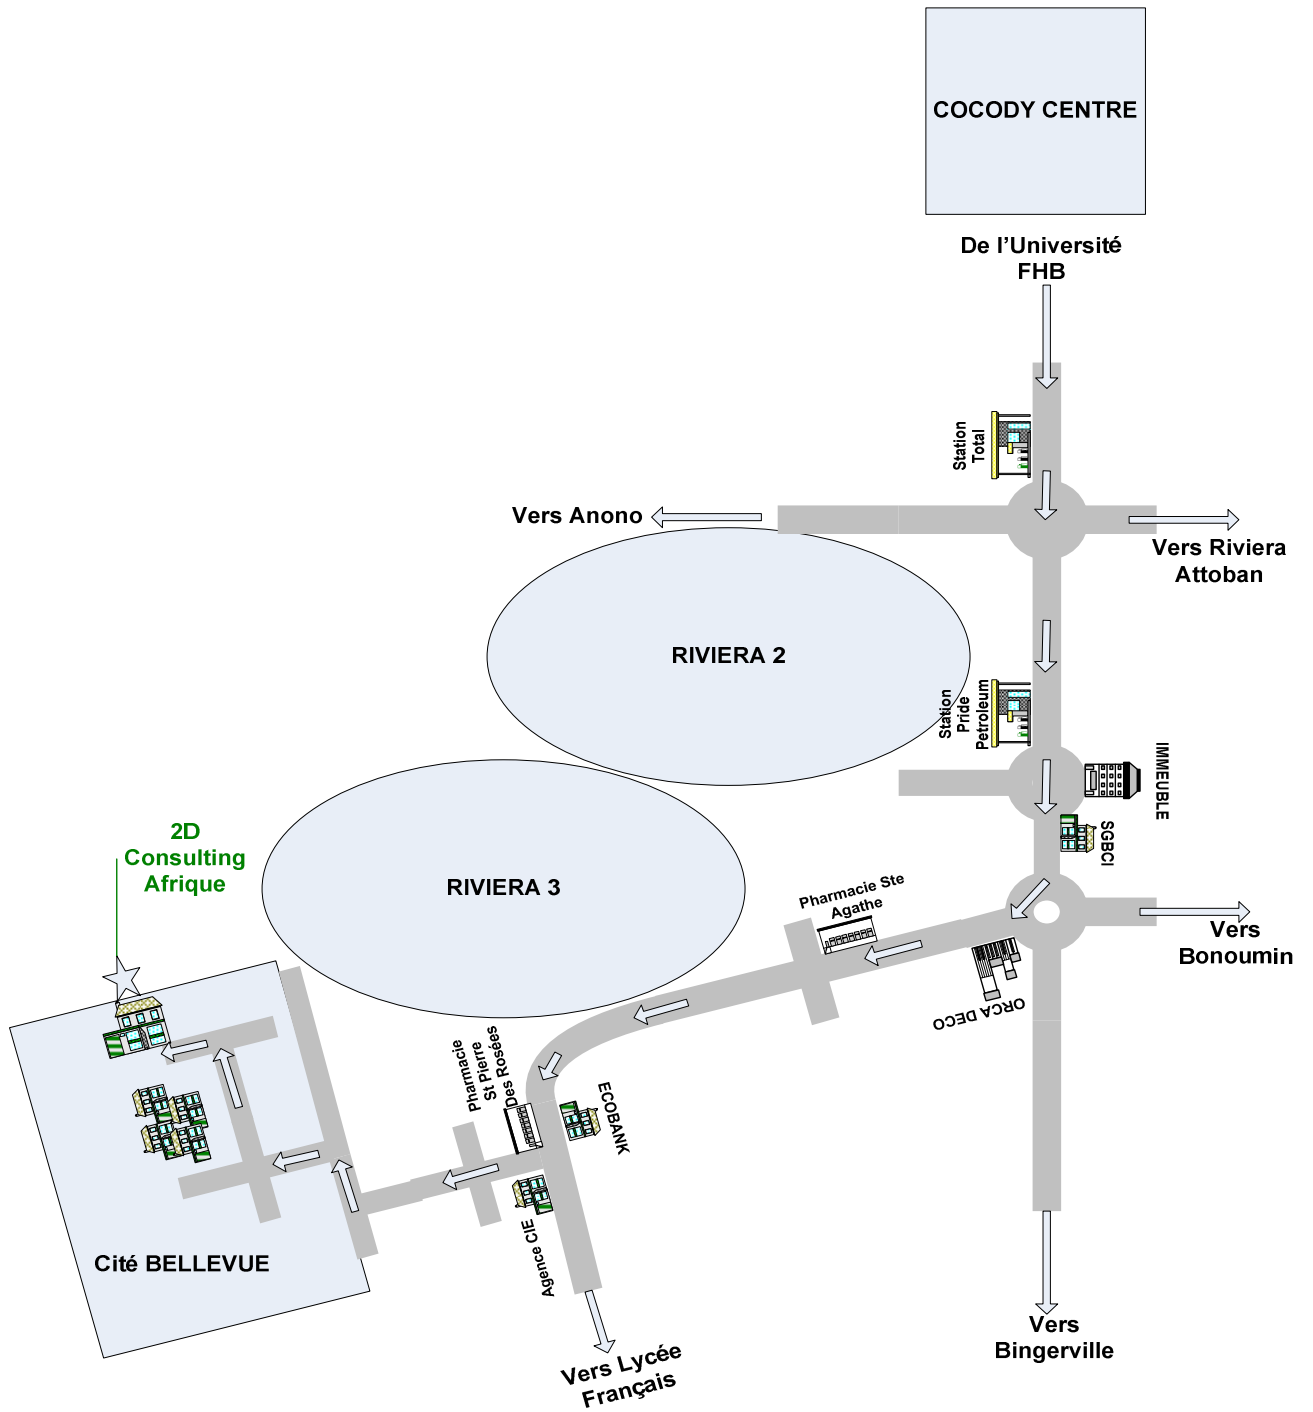 COCODY CENTRE
De l'Université
FHB
Station
Total
Vers Anono
Vers Riviera
Attoban
RIVIERA 2
Station
Pride
Petroleum
IMMEUBLE
SGBCI
2D
Consulting
Afrique
RIVIERA 3
Pharmacie Ste
Agathe
Vers
Bonoumin
ORCA DECO
Pharmacie
St Pierre
Des Rosées
ECOBANK
Agence CIE
Cité BELLEVUE
Vers
Bingerville
Vers Lycée
Français